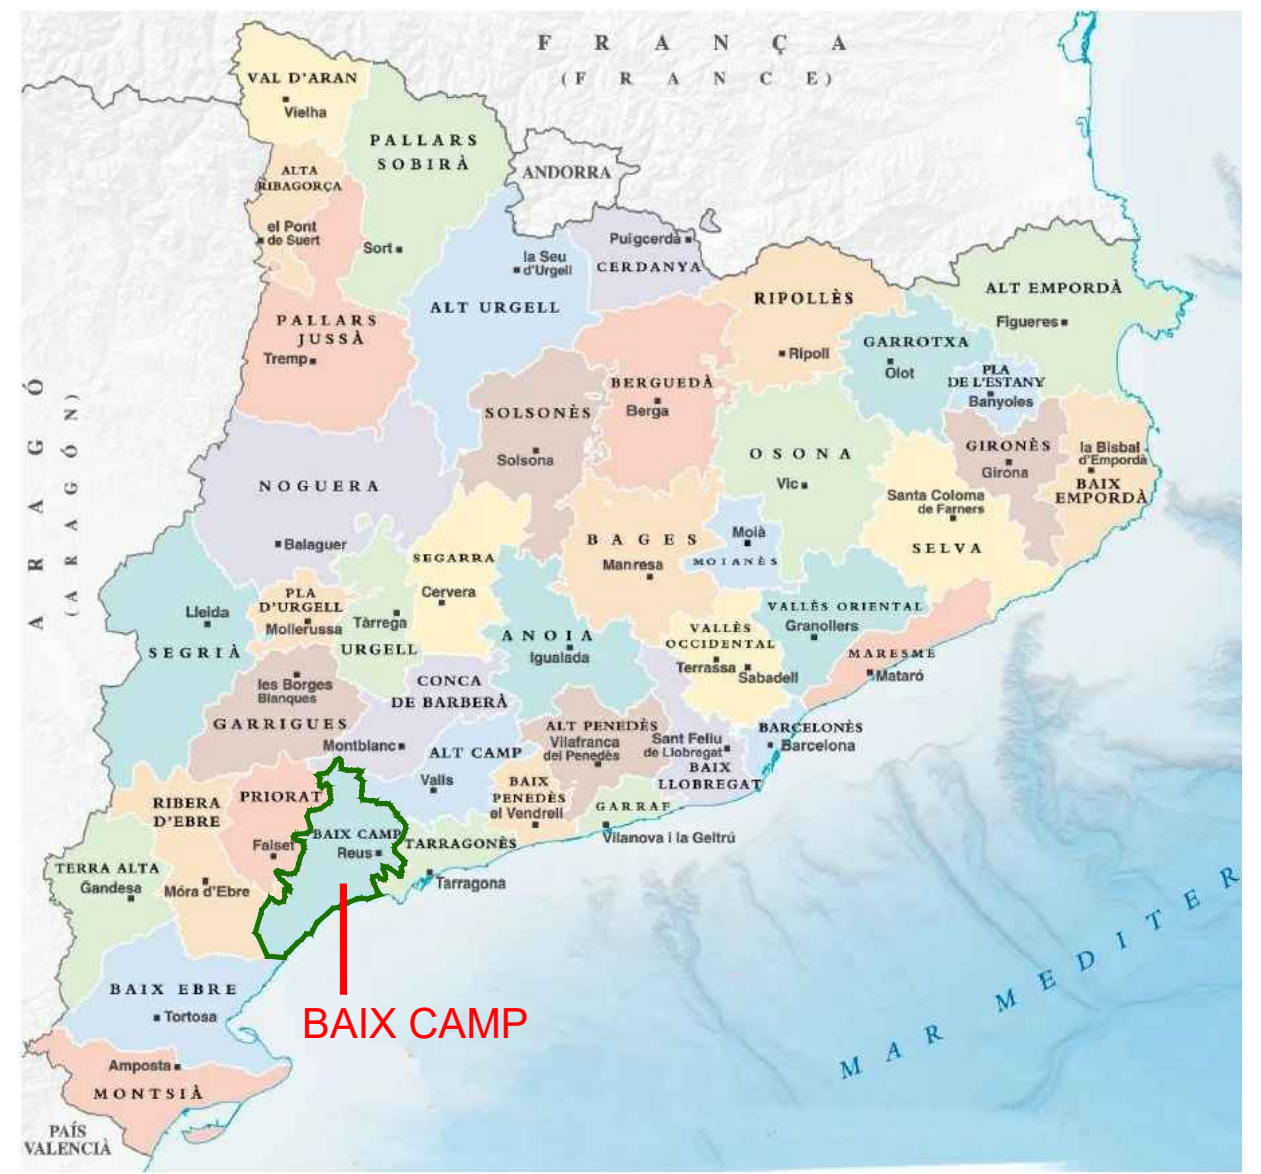 F R A N Ç A
(F R A N C E)
VAL D'ARAN
Vielha
PALLARS
SOBIRÀ
ANDORRA
ALTA
RIBAGORÇA
el Pont
de Suert
Sort
Puigcerdà
CERDANYA
la Seu
d'Urgell
ALT URGELL
RIPOLLÈS
Ripoll
ALT EMPORDÀ
Figueres
PALLARS
JUSSÀ
Tremp
GARROTXA
Olot
PLA
DE L'ESTANY
Banyoles
BERGUEDÀ
Berga
SOLSONÈS
Solsona
A R A G Ó
(A R A G Ó N)
OSONA
Vic
GIRONÈS
Girona
la Bisbal
d'Empordà
BAIX
EMPORDÀ
NOGUERA
Balaguer
Santa Coloma
de Farners
SELVA
BAGES
Manresa
Moià
MOIANÈS
SEGARRA
Cervera
PLA
D'URGELL
Mollerussa
Tàrrega
URGELL
Lleida
SEGRIÀ
ANOIA
Igualada
VALLÈS ORIENTAL
Granollers
VALLÈS
OCCIDENTAL
Terrassa
Sabadell
MARESME
Mataró
les Borges
Blanques
GARRIGUES
CONCA
DE BARBERÀ
Montblanc
ALT CAMP
Valls
ALT PENEDÈS
Vilafranca
del Penedès
Sant Feliu
de Llobregat
BAIX
LLOBREGAT
BARCELONÈS
Barcelona
BAIX
PENEDÈS
el Vendrell
GARRAF
Vilanova i la Geltrú
RIBERA
D'EBRE
PRIORAT
Falset
BAIX CAMP
Reus
TARRAGONÈS
Tarragona
TERRA ALTA
Gandesa
Móra d'Ebre
BAIX EBRE
Tortosa
BAIX CAMP
Amposta
MONTSIÀ
PAÍS
VALENCIÀ
MAR MEDITER